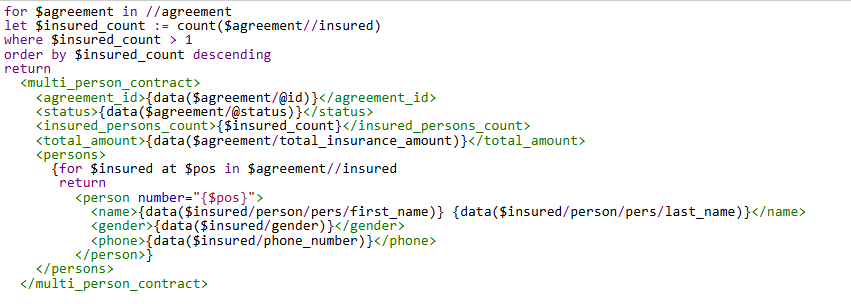 for $agreement in //agreement
let $insured_count := count($agreement//insured)
where $insured_count > 1
order by $insured_count descending
return
  <multi_person_contract>
    <agreement_id>{data($agreement/@id)}</agreement_id>
    <status>{data($agreement/@status)}</status>
    <insured_persons_count>{$insured_count}</insured_persons_count>
    <total_amount>{data($agreement/total_insurance_amount)}</total_amount>
    <persons>
      {for $insured at $pos in $agreement//insured
       return
         <person number="{$pos}">
           <name>{data($insured/person/pers/first_name)} {data($insured/person/pers/last_name)}</name>
           <gender>{data($insured/gender)}</gender>
           <phone>{data($insured/phone_number)}</phone>
         </person>}
    </persons>
  </multi_person_contract>